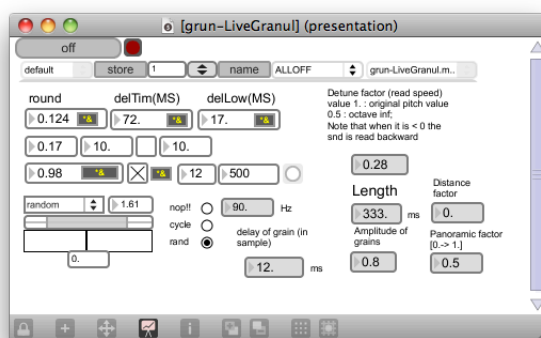 [grun-LiveGranul] (presentation)
off
default store 1 name ALLOFF grun-LiveGranul.m..
round delTim(MS) delLow(MS)
0.124 *& 72. *& 17. *&
0.17 10. 10.
0.98 *& *& 12 500
random 1.61
0.
nop!! 90. Hz
cycle
rand
delay of grain (in
sample)
12. ms
Detune factor (read speed)
value 1. : original pitch value
0.5 : octave inf;
Note that when it is < 0 the
snd is read backward
0.28
Length
333. ms
Distance
factor
0.
Amplitude of
grains
0.8
Panoramic factor
[0.-> 1.]
0.5